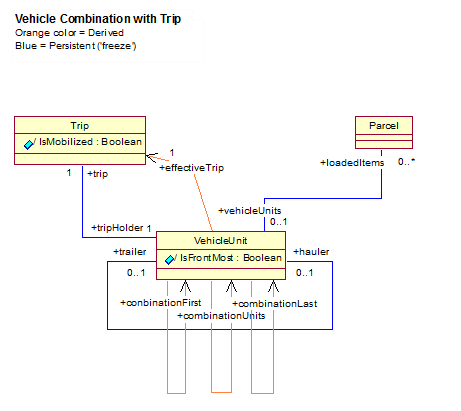 Vehicle Combination with Trip
Orange color = Derived
Blue = Persistent ('freeze')
Trip
/ IsMobilized : Boolean
Parcel
1
+effectiveTrip
+loadedItems
0..*
1
+trip
+vehicleUnits
0..1
+tripHolder 1
VehicleUnit
/ IsFrontMost : Boolean
+trailer
0..1
+hauler
0..1
+conbinationFirst
+combinationLast
+combinationUnits